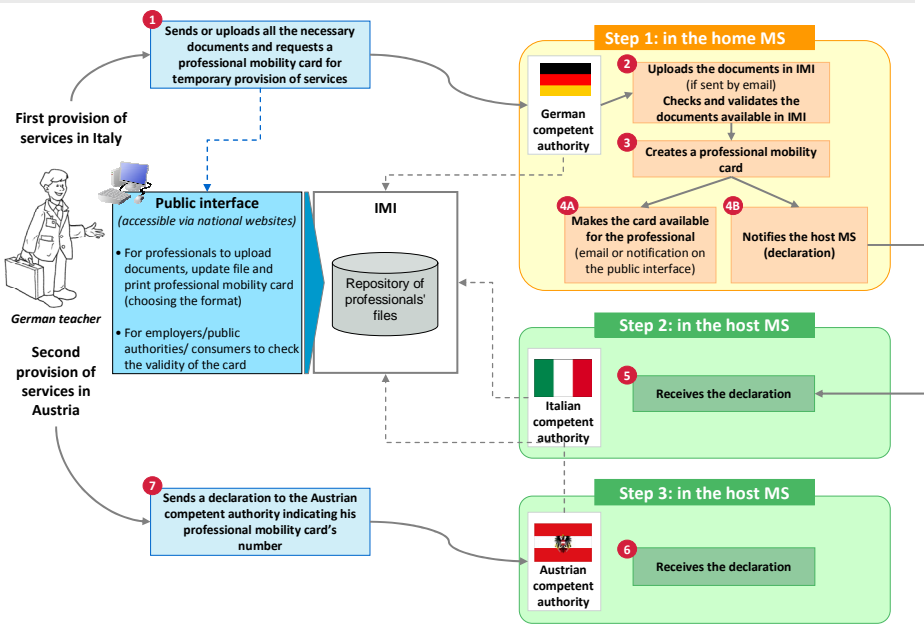 1
Sends or uploads all the necessary
documents and requests a
professional mobility card for
temporary provision of services
First provision of
services in Italy
German teacher
Second
provision of
services in
Austria
Public interface
(accessible via national websites)
• For professionals to upload
documents, update file and
print professional mobility card
(choosing the format)
• For employers/public
authorities/ consumers to check
the validity of the card
IMI
Repository of
professionals'
files
Step 1: in the home MS
German
competent
authority
2
Uploads the documents in IMI
(if sent by email)
Checks and validates the
documents available in IMI
3
Creates a professional mobility
card
4A
Makes the card available
for the professional
(email or notification on
the public interface)
4B
Notifies the host MS
(declaration)
Step 2: in the host MS
Italian
competent
authority
5
Receives the declaration
7
Sends a declaration to the Austrian
competent authority indicating his
professional mobility card's
number
Step 3: in the host MS
Austrian
competent
authority
6
Receives the declaration